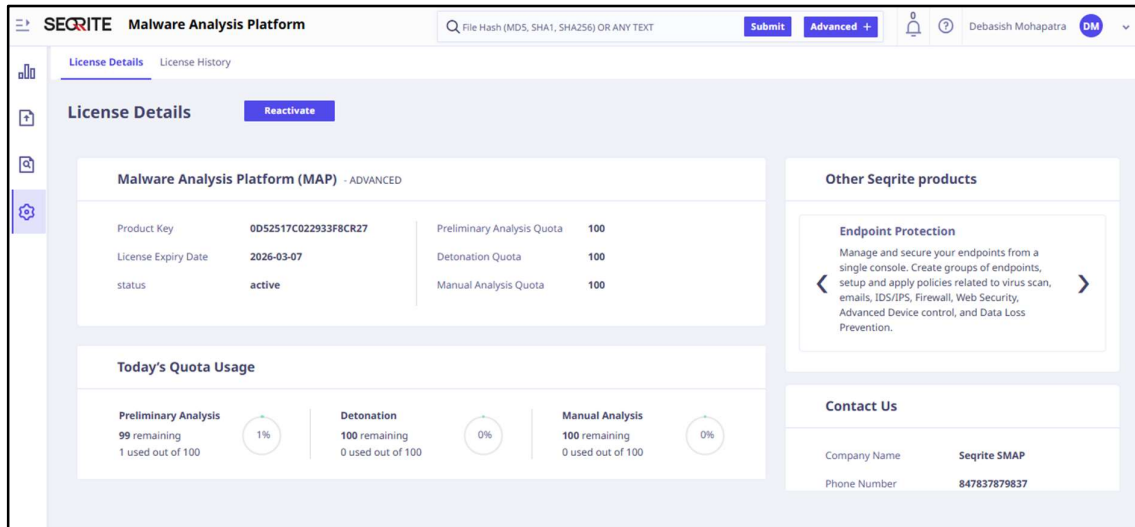 SEQRITE Malware Analysis Platform
File Hash (MD5, SHA1, SHA256) OR ANY TEXT
Submit
Advanced +
0
Debasish Mohapatra
DM
License Details License History
License Details
Reactivate
Malware Analysis Platform (MAP) - ADVANCED
Product Key 0D52517C022933F8CR27
License Expiry Date 2026-03-07
status active
Preliminary Analysis Quota 100
Detonation Quota 100
Manual Analysis Quota 100
Today's Quota Usage
Preliminary Analysis
99 remaining
1 used out of 100
1%
Detonation
100 remaining
0 used out of 100
0%
Manual Analysis
100 remaining
0 used out of 100
0%
Other Seqrite products
Endpoint Protection
Manage and secure your endpoints from a
single console. Create groups of endpoints,
setup and apply policies related to virus scan,
emails, IDS/IPS, Firewall, Web Security,
Advanced Device control, and Data Loss
Prevention.
Contact Us
Company Name Seqrite SMAP
Phone Number 847837879837